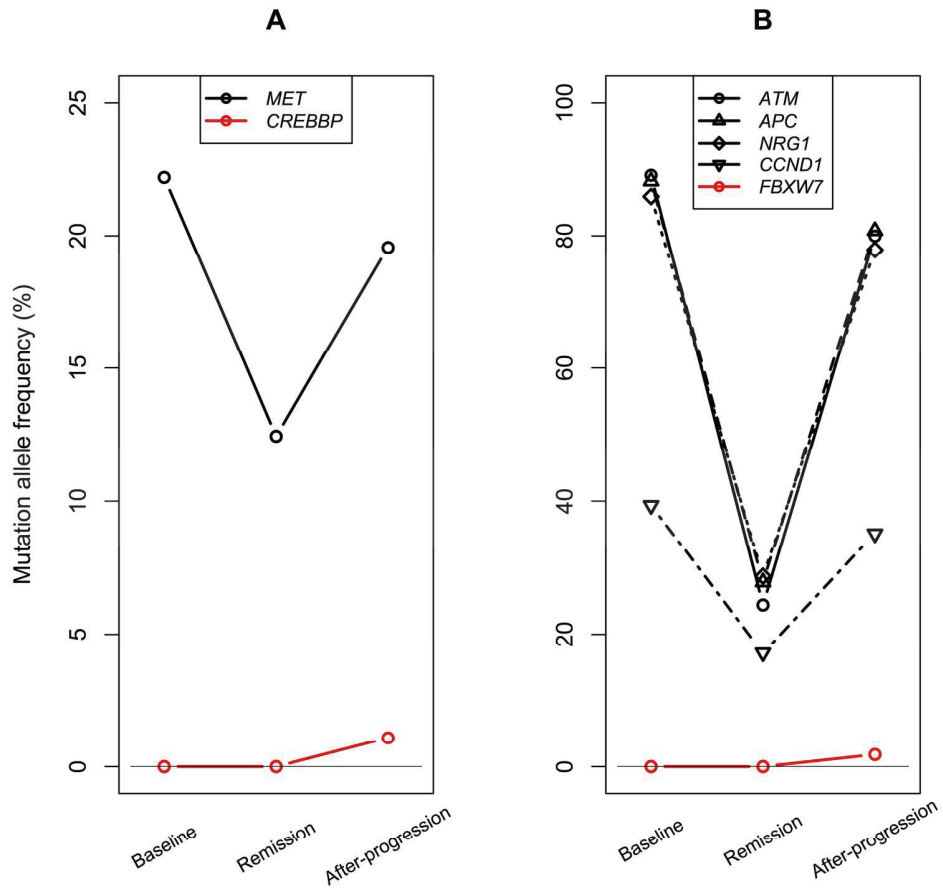 A
MET
CREBBP
Mutation allele frequency (%)
25
20
15
10
5
0
Baseline
Remission
After-progression
B
ATM
APC
NRG1
CCND1
FBXW7
100
80
60
40
20
0
Baseline
Remission
After-progression